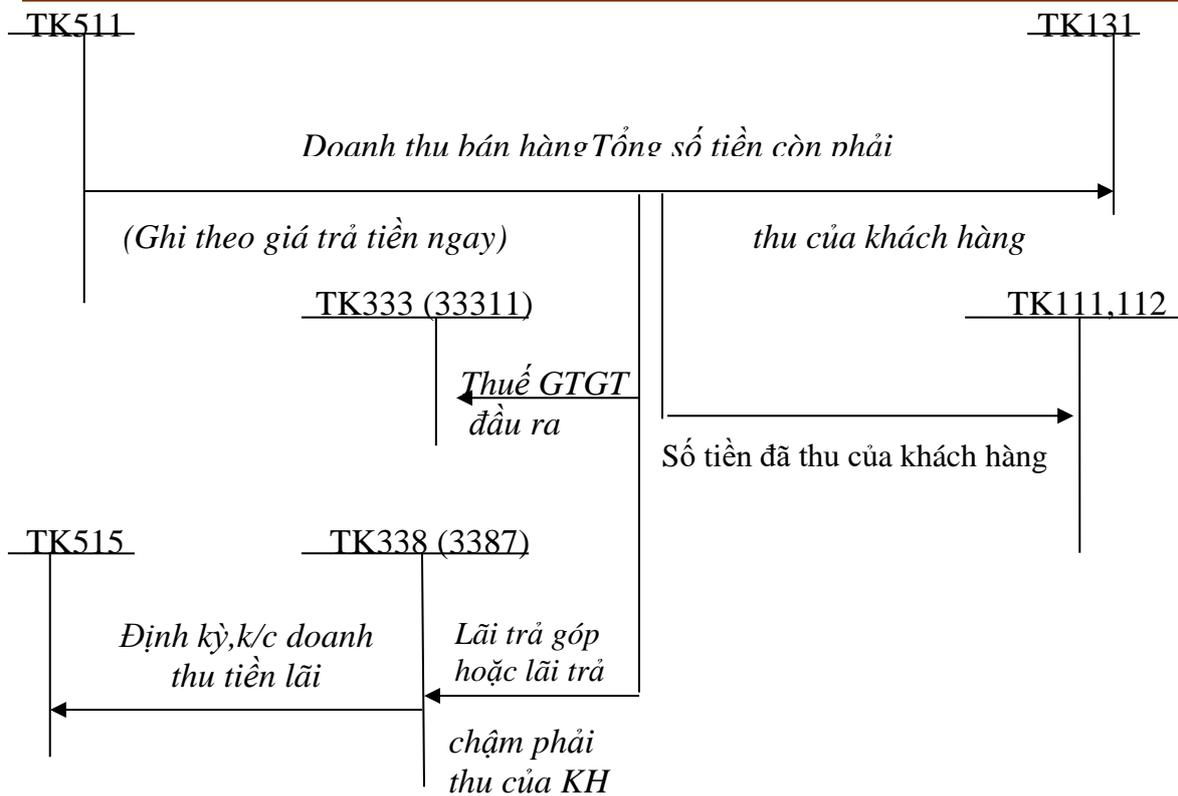 TK511
TK131
Doanh thu bán hàng Tổng số tiền còn phải
(Ghi theo giá trả tiền ngay)
thu của khách hàng
TK333 (33311)
TK111,112
Thuế GTGT
đầu ra
Số tiền đã thu của khách hàng
TK515
TK338 (3387)
Định kỳ,k/c doanh
thu tiền lãi
Lãi trả góp
hoặc lãi trả
chậm phải
thu của KH